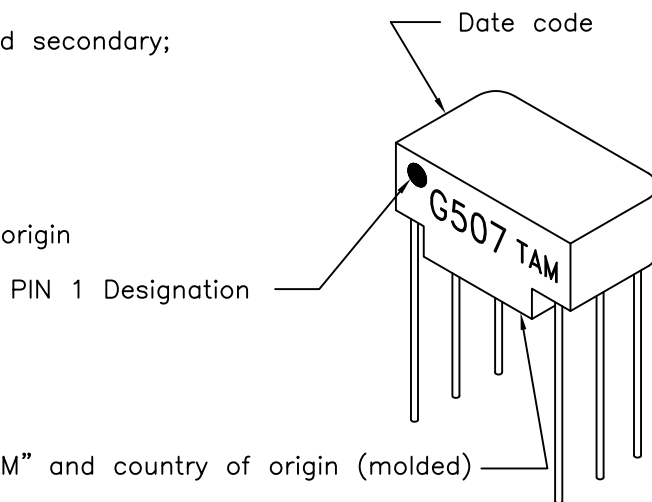 Date code
d secondary;
G507 TAM
origin
PIN 1 Designation
M” and country of origin (molded)